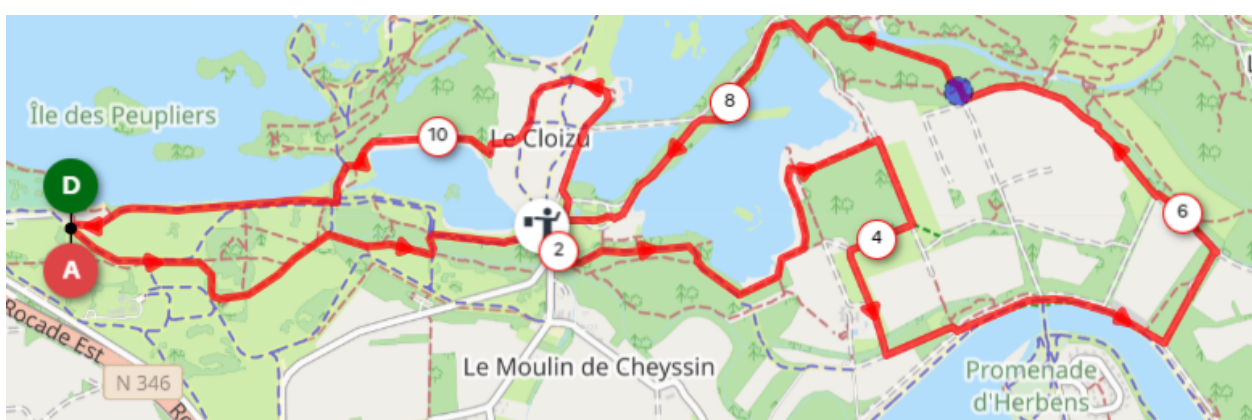 Île des Peupliers
10
Le Cloizu
8
D
A
2
4
6
Rocade Est
N 346
Le Moulin de Cheyssin
Promenade
d'Herbens